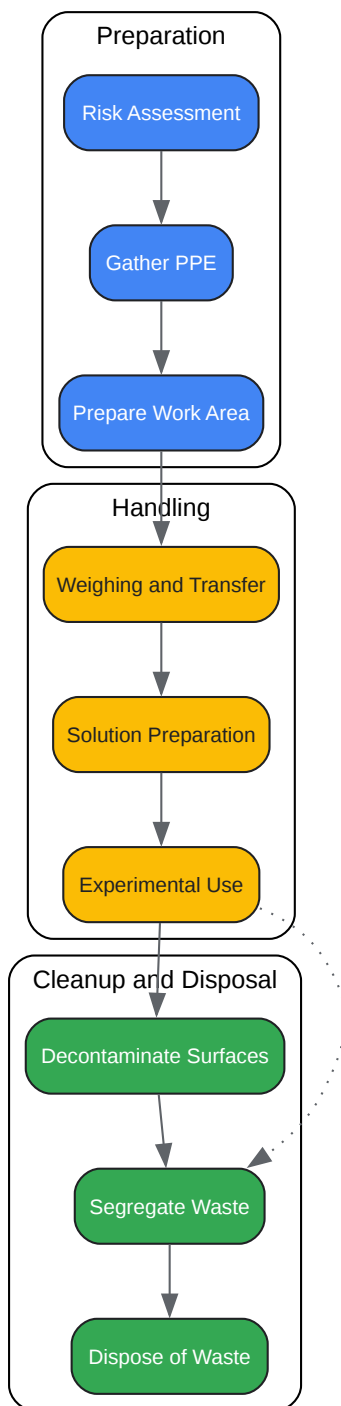 Preparation
Risk Assessment
Gather PPE
Prepare Work Area
Handling
Weighing and Transfer
Solution Preparation
Experimental Use
Cleanup and Disposal
Decontaminate Surfaces
Segregate Waste
Dispose of Waste